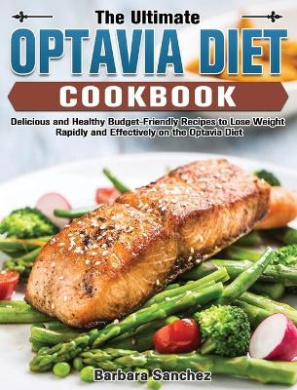 The Ultimate
OPTAVIA DIET
COOKBOOK
Delicious and Healthy Budget-Friendly Recipes to Lose Weight
Rapidly and Effectively on the Optavia Diet
Barbara Sanchez